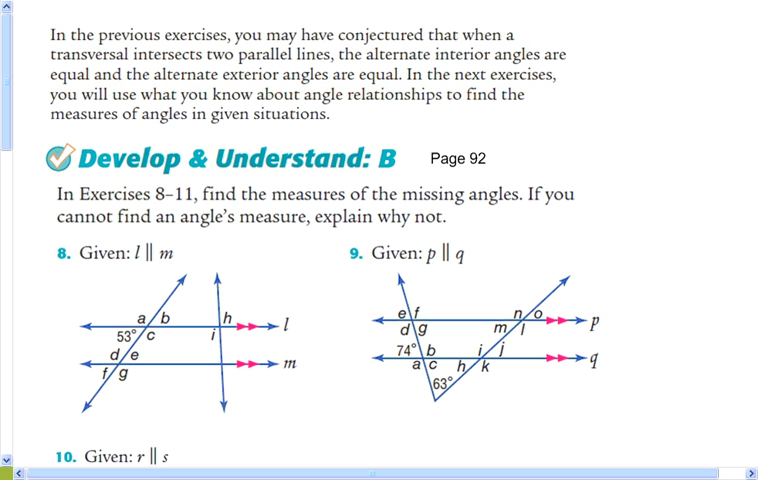 In the previous exercises, you may have conjectured that when a
transversal intersects two parallel lines, the alternate interior angles are
equal and the alternate exterior angles are equal. In the next exercises,
you will use what you know about angle relationships to find the
measures of angles in given situations.
Develop & Understand: B Page 92
In Exercises 8–11, find the measures of the missing angles. If you
cannot find an angle's measure, explain why not.
8. Given: l || m
a b h l
53° c i
d e
f g m
9. Given: p || q
e f n o p
d g m l
74° b i j q
a c h k
63°
10. Given: r || s